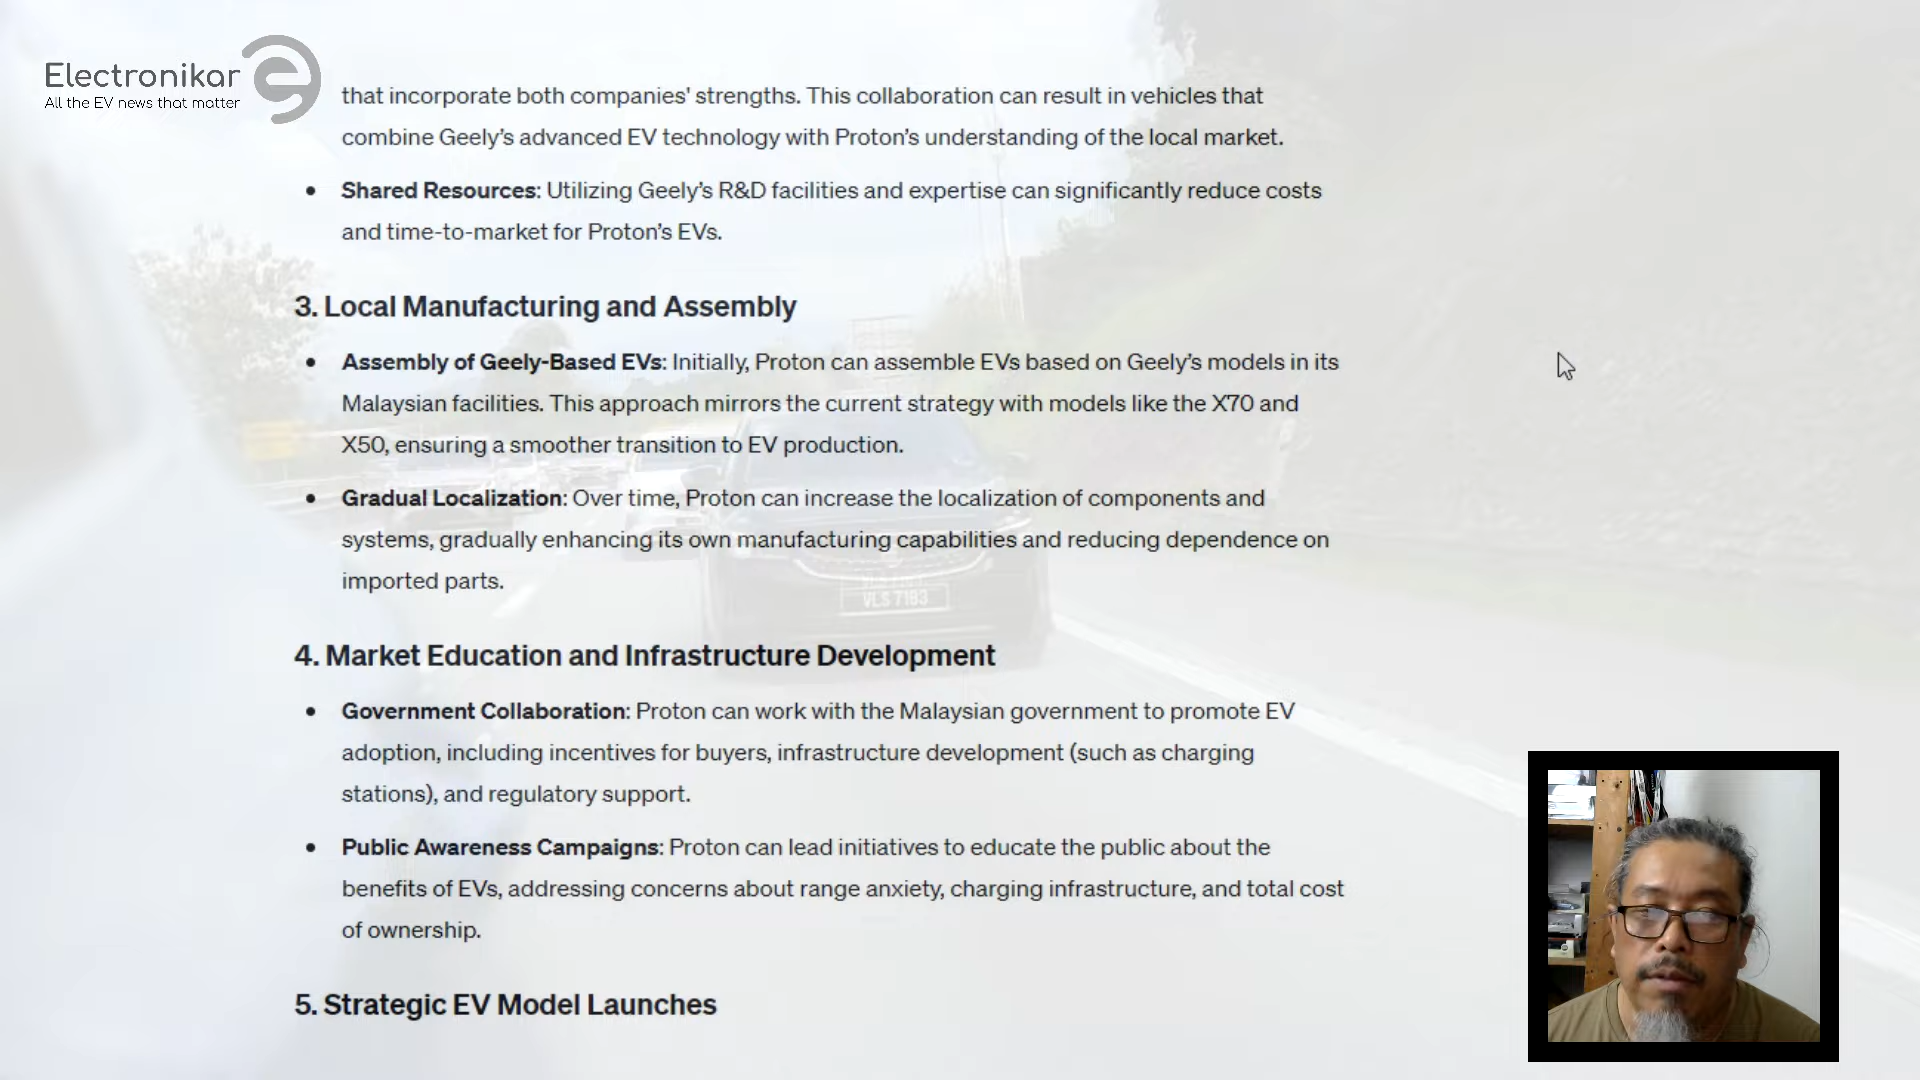 Electronikar
All the EV news that matter
that incorporate both companies' strengths. This collaboration can result in vehicles that
combine Geely’s advanced EV technology with Proton’s understanding of the local market.
• Shared Resources: Utilizing Geely’s R&D facilities and expertise can significantly reduce costs
and time-to-market for Proton’s EVs.
3. Local Manufacturing and Assembly
• Assembly of Geely-Based EVs: Initially, Proton can assemble EVs based on Geely’s models in its
Malaysian facilities. This approach mirrors the current strategy with models like the X70 and
X50, ensuring a smoother transition to EV production.
• Gradual Localization: Over time, Proton can increase the localization of components and
systems, gradually enhancing its own manufacturing capabilities and reducing dependence on
imported parts.
VLS 7183
4. Market Education and Infrastructure Development
• Government Collaboration: Proton can work with the Malaysian government to promote EV
adoption, including incentives for buyers, infrastructure development (such as charging
stations), and regulatory support.
• Public Awareness Campaigns: Proton can lead initiatives to educate the public about the
benefits of EVs, addressing concerns about range anxiety, charging infrastructure, and total cost
of ownership.
5. Strategic EV Model Launches